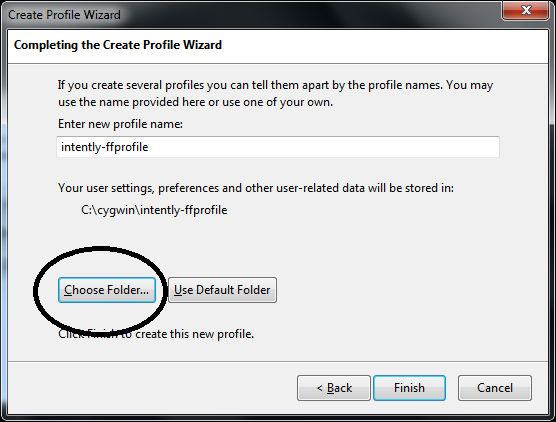 Create Profile Wizard
Completing the Create Profile Wizard
If you create several profiles you can tell them apart by the profile names. You may
use the name provided here or use one of your own.
Enter new profile name:
intently-ffprofile
Your user settings, preferences and other user-related data will be stored in:
C:\cygwin\intently-ffprofile
Choose Folder... Use Default Folder
Click Finish to create this new profile.
< Back Finish Cancel